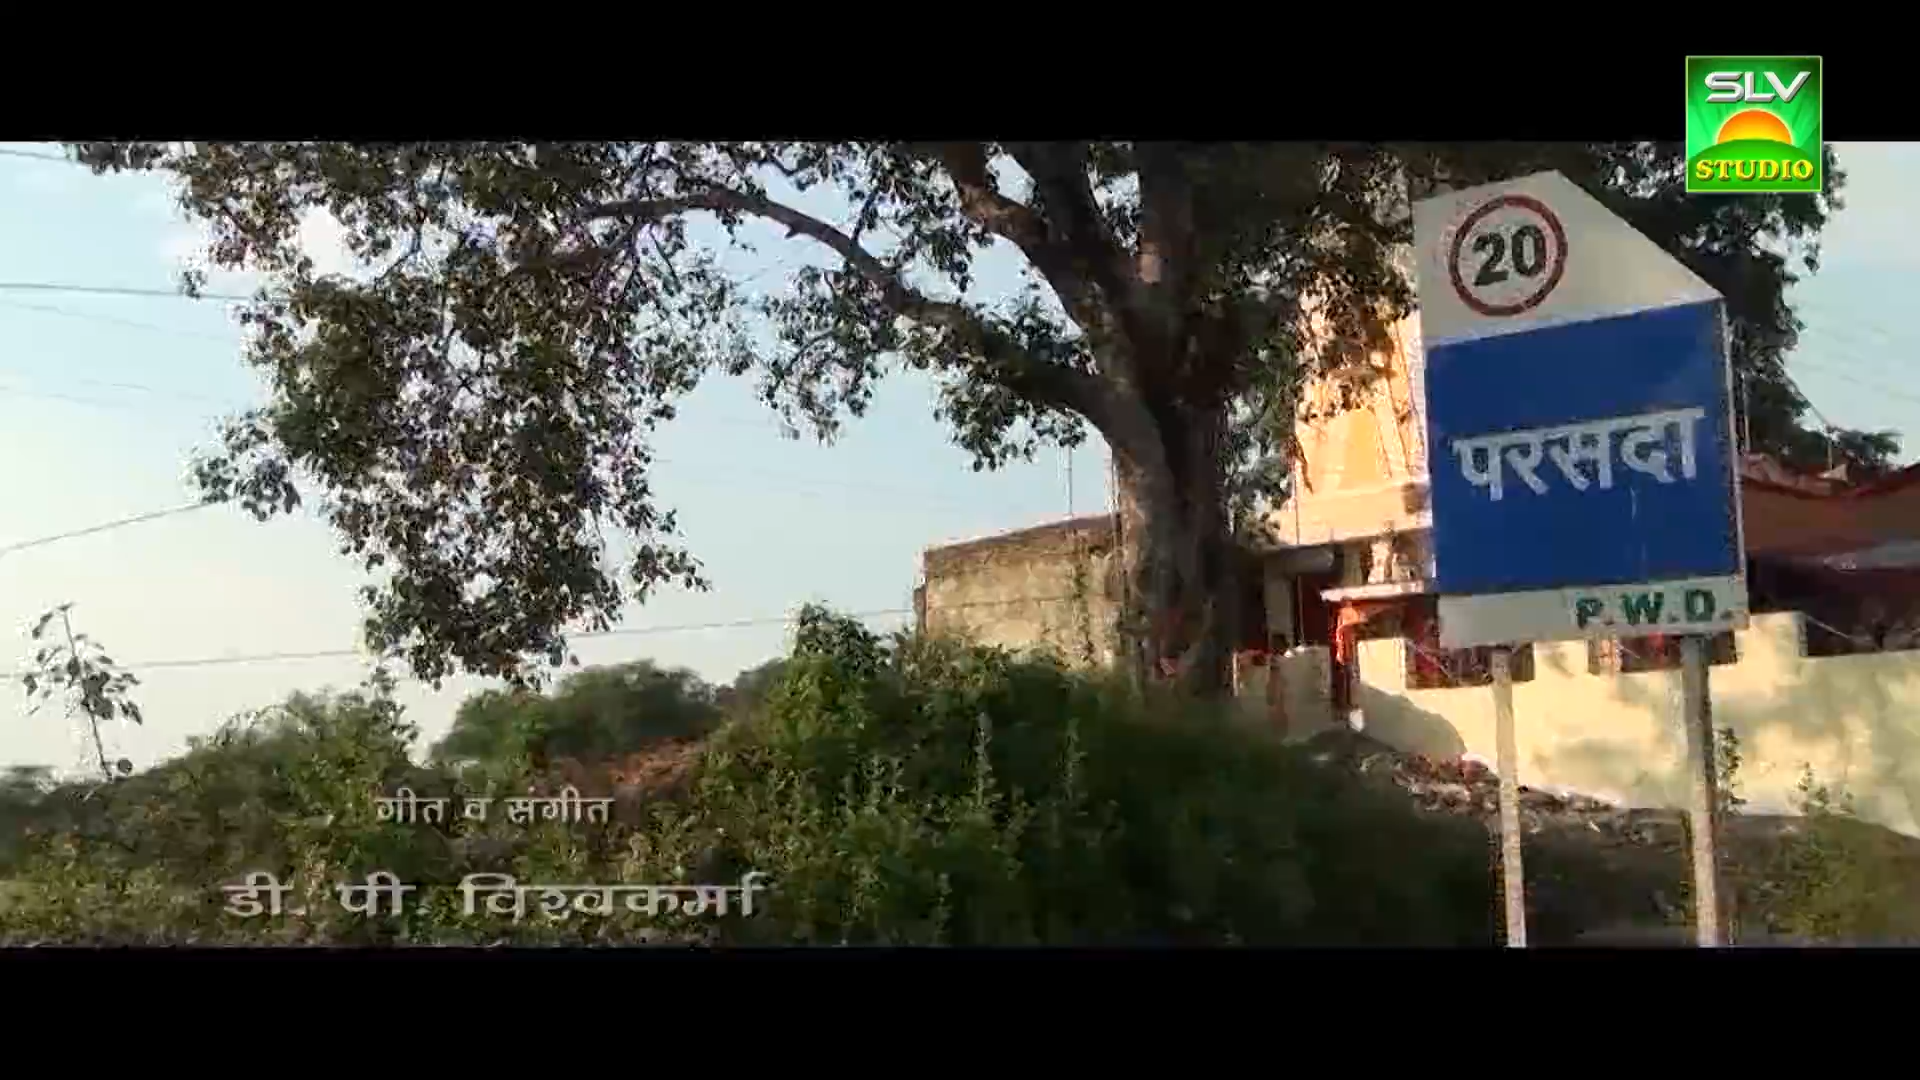 SLV
STUDIO
20
परसदा
P.W.D.
गीत व संगीत
डी. पी. विश्वकर्मा